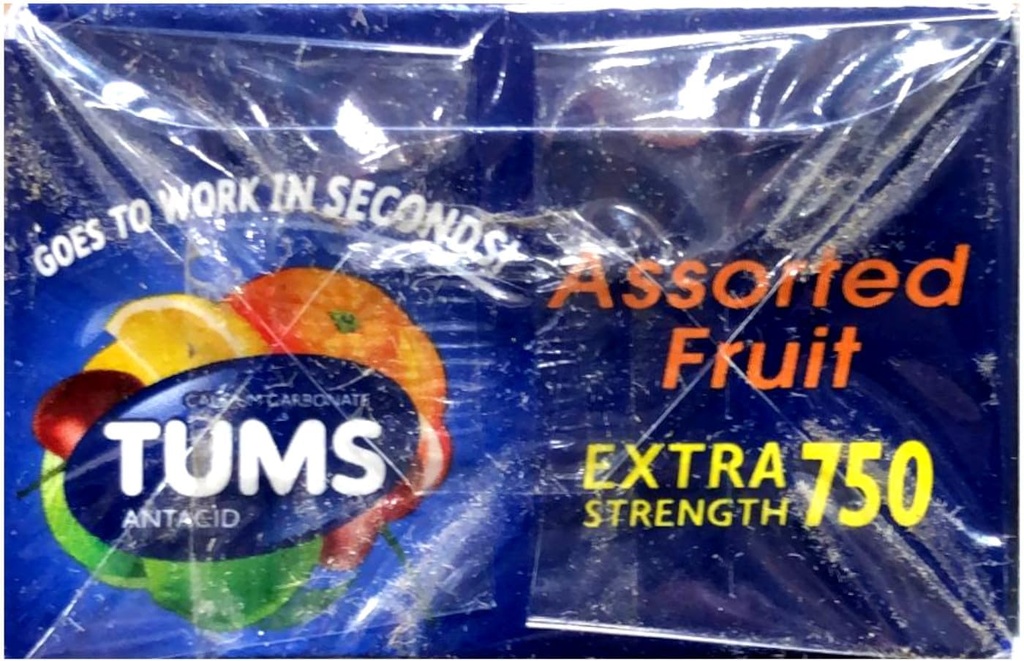 GOES TO WORK IN SECONDS!
CALCIUM CARBONATE
TUMS
ANTACID
Assorted
Fruit
EXTRA
STRENGTH 750